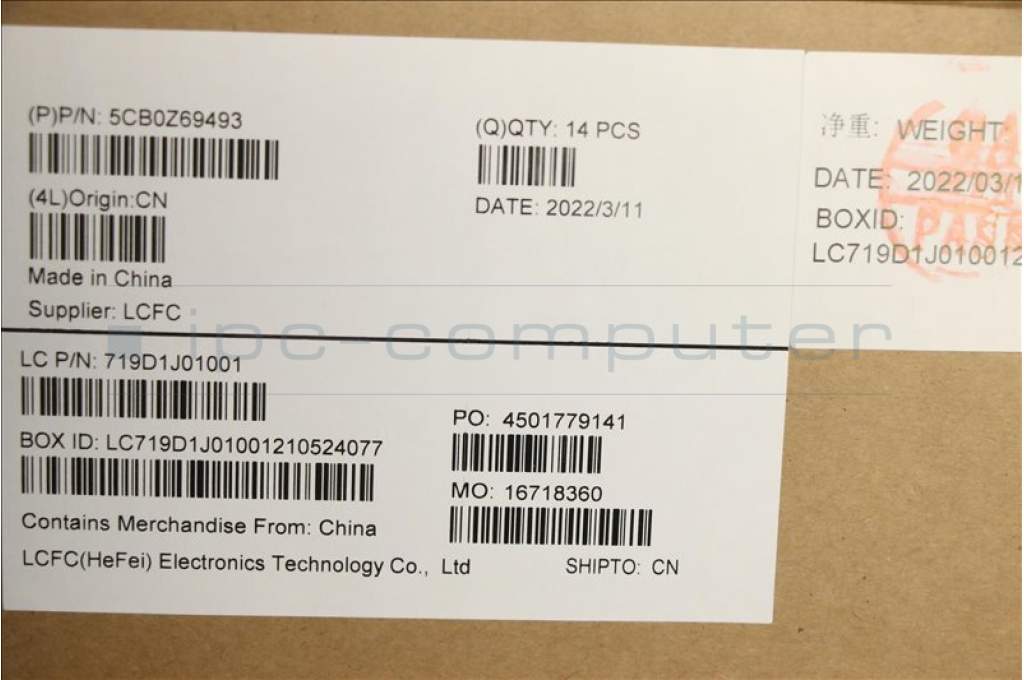 (P)P/N: 5CB0Z69493
(Q)QTY: 14 PCS
(4L)Origin:CN
DATE: 2022/3/11
Made in China
Supplier: LCFC
净重: WEIGHT:
DATE: 2022/03/1
BOXID:
LC719D1J010012
ipc-computer
LC P/N: 719D1J01001
BOX ID: LC719D1J01001210524077
Contains Merchandise From: China
LCFC(HeFei) Electronics Technology Co., Ltd
PO: 4501779141
MO: 16718360
SHIPTO: CN